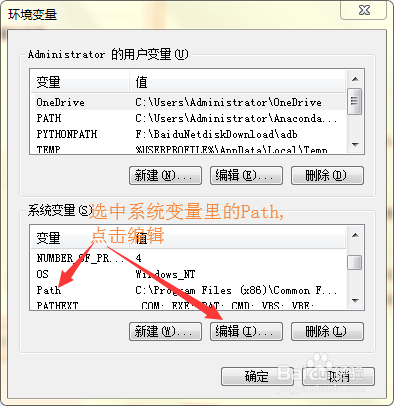 环境变量
Administrator 的用户变量(U)
变量 值
OneDrive C:\Users\Administrator\OneDrive
PATH C:\Users\Administrator\Anaconda...
PYTHONPATH F:\BaiduNetdiskDownload\adb
TEMP %USERPROFILE%\AppData\Local\Temp
新建(N)... 编辑(E)... 删除(D)
系统变量(S)
选中系统变量里的Path,
点击编辑
变量 值
NUMBER_OF_PR... 4
OS Windows_NT
Path C:\Program Files (x86)\Common F...
PATHEXT .COM;.EXE;.BAT;.CMD;.VBS;.VBE;
新建(W)... 编辑(I)... 删除(L)
确定 取消